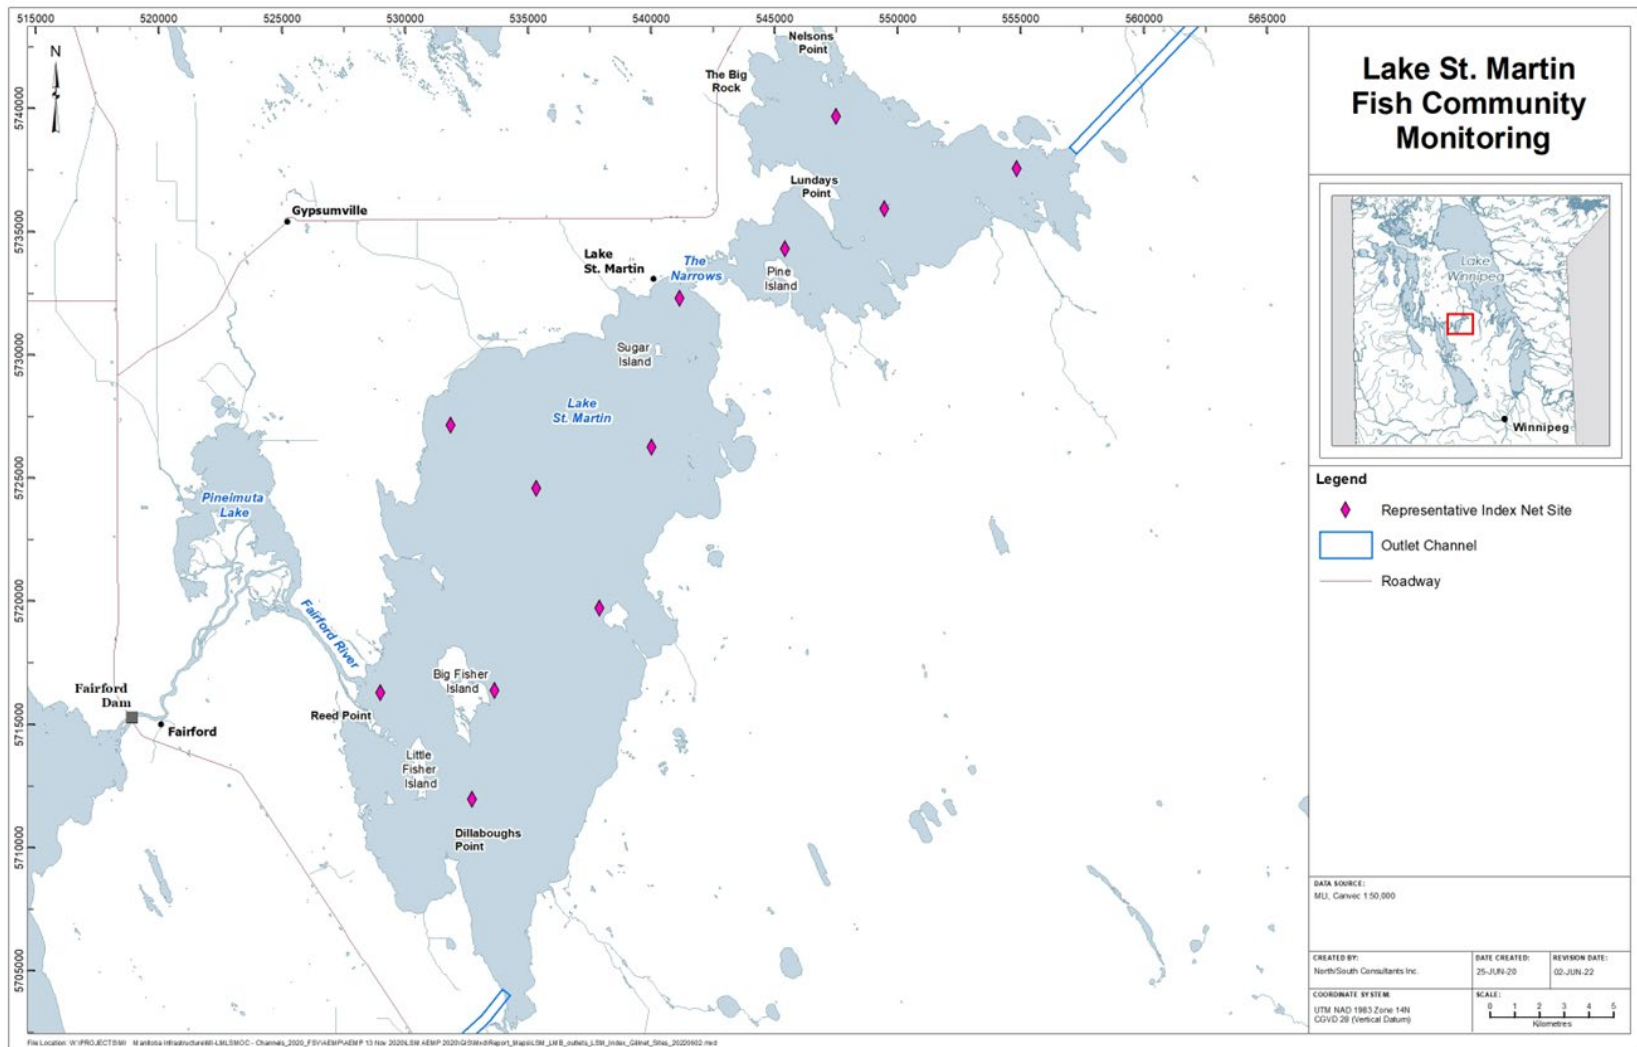 515000 520000 525000 530000 535000 540000 545000 550000 555000 560000 565000
5740000
5735000
5730000
5725000
5720000
5715000
5710000
5705000
N
Nelsons
Point
The Big
Rock
Lundays
Point
Gypsumville
Lake
St. Martin
The
Narrows
Pine
Island
Sugar
Island
Lake
St. Martin
Pineimuta
Lake
Fairford River
Big Fisher
Island
Fairford
Dam
Reed Point
Fairford
Little
Fisher
Island
Dillaboughs
Point
Lake St. Martin
Fish Community
Monitoring
Lake
Winnipeg
Winnipeg
Legend
Representative Index Net Site
Outlet Channel
Roadway
DATA SOURCE:
MLI, Canvec 1:50,000
CREATED BY:
North/South Consultants Inc.
DATE CREATED:
25-JUN-20
REVISION DATE:
02-JUN-22
COORDINATE SYSTEM:
UTM NAD 1983 Zone 14N
CGVD 28 (Vertical Datum)
SCALE:
0 1 2 3 4 5
Kilometres